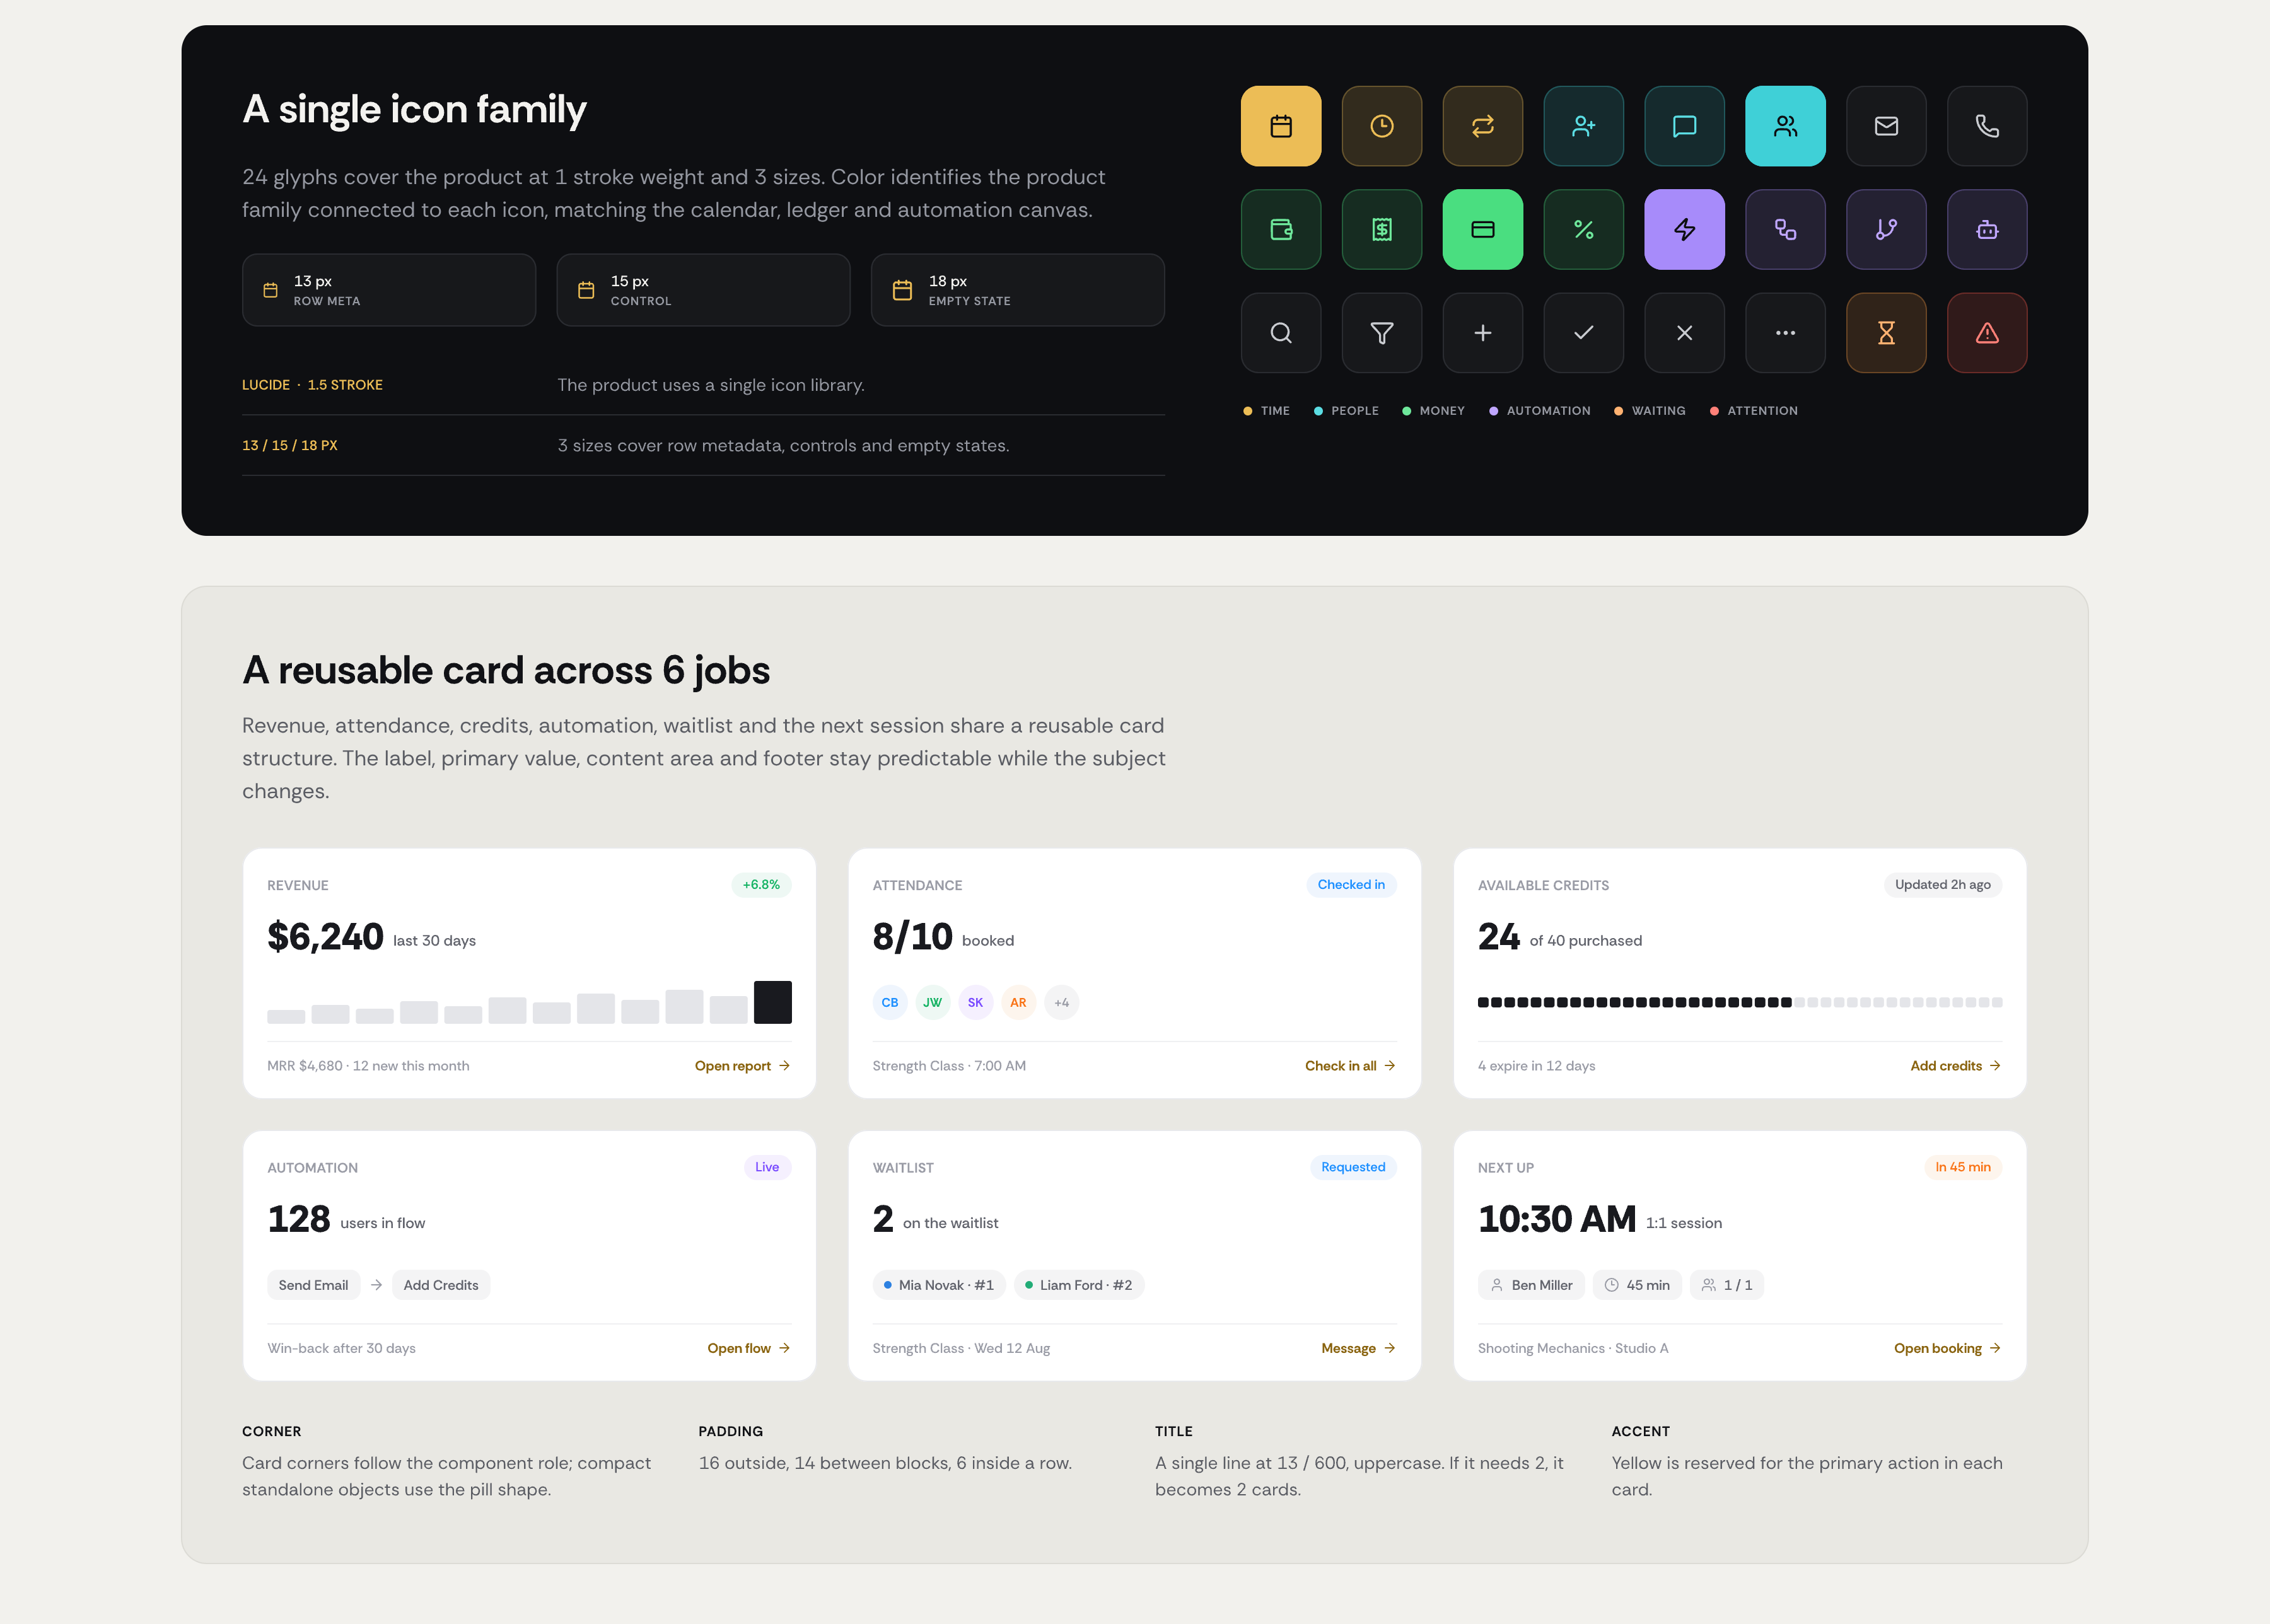 A single icon family
24 glyphs cover the product at 1 stroke weight and 3 sizes. Color identifies the product
family connected to each icon, matching the calendar, ledger and automation canvas.
13 px
ROW META
15 px
CONTROL
18 px
EMPTY STATE
LUCIDE · 1.5 STROKE
The product uses a single icon library.
13 / 15 / 18 PX
3 sizes cover row metadata, controls and empty states.
TIME
PEOPLE
MONEY
AUTOMATION
WAITING
ATTENTION
A reusable card across 6 jobs
Revenue, attendance, credits, automation, waitlist and the next session share a reusable card
structure. The label, primary value, content area and footer stay predictable while the subject
changes.
REVENUE
+6.8%
$6,240 last 30 days
MRR $4,680 · 12 new this month
Open report →
ATTENDANCE
Checked in
8/10 booked
CB JW SK AR +4
Strength Class · 7:00 AM
Check in all →
AVAILABLE CREDITS
Updated 2h ago
24 of 40 purchased
4 expire in 12 days
Add credits →
AUTOMATION
Live
128 users in flow
Send Email → Add Credits
Win-back after 30 days
Open flow →
WAITLIST
Requested
2 on the waitlist
Mia Novak · #1
Liam Ford · #2
Strength Class · Wed 12 Aug
Message →
NEXT UP
In 45 min
10:30 AM 1:1 session
Ben Miller
45 min
1 / 1
Shooting Mechanics · Studio A
Open booking →
CORNER
Card corners follow the component role; compact
standalone objects use the pill shape.
PADDING
16 outside, 14 between blocks, 6 inside a row.
TITLE
A single line at 13 / 600, uppercase. If it needs 2, it
becomes 2 cards.
ACCENT
Yellow is reserved for the primary action in each
card.